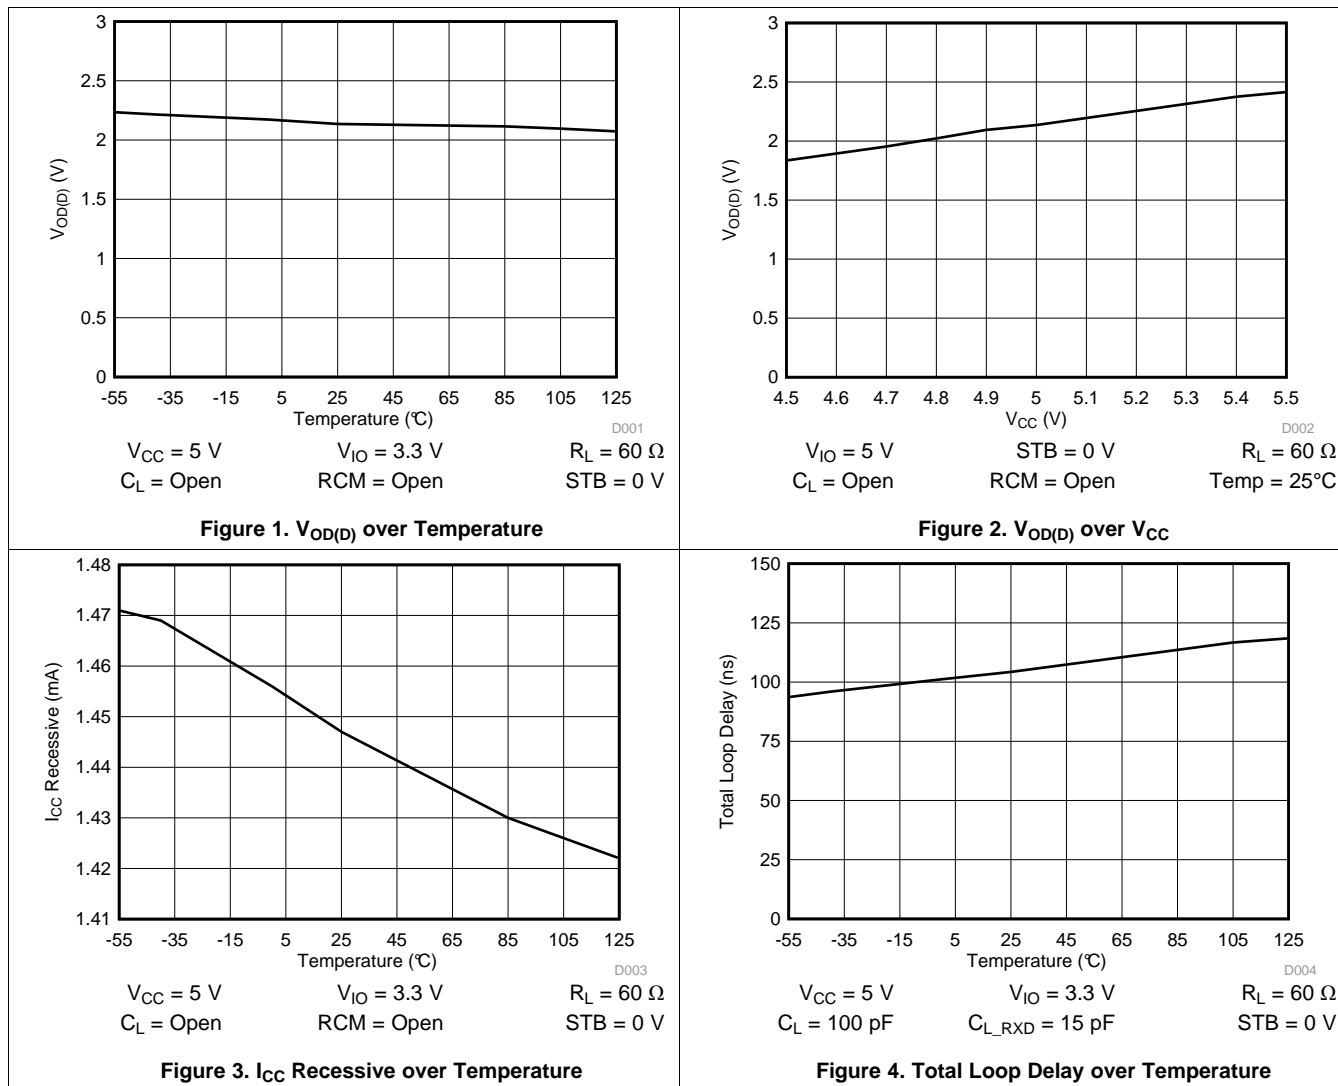 3
2.5
2
1.5
1
0.5
0
V_OD(D) (V)
-55 -35 -15 5 25 45 65 85 105 125
Temperature (°C)
D001
V_CC = 5 V V_IO = 3.3 V R_L = 60 Ω
C_L = Open RCM = Open STB = 0 V
Figure 1. V_OD(D) over Temperature
3
2.5
2
1.5
1
0.5
0
V_OD(D) (V)
4.5 4.6 4.7 4.8 4.9 5 5.1 5.2 5.3 5.4 5.5
V_CC (V)
D002
V_IO = 5 V STB = 0 V R_L = 60 Ω
C_L = Open RCM = Open Temp = 25°C
Figure 2. V_OD(D) over V_CC
1.48
1.47
1.46
1.45
1.44
1.43
1.42
1.41
I_CC Recessive (mA)
-55 -35 -15 5 25 45 65 85 105 125
Temperature (°C)
D003
V_CC = 5 V V_IO = 3.3 V R_L = 60 Ω
C_L = Open RCM = Open STB = 0 V
Figure 3. I_CC Recessive over Temperature
150
125
100
75
50
25
0
Total Loop Delay (ns)
-55 -35 -15 5 25 45 65 85 105 125
Temperature (°C)
D004
V_CC = 5 V V_IO = 3.3 V R_L = 60 Ω
C_L = 100 pF C_L_RXD = 15 pF STB = 0 V
Figure 4. Total Loop Delay over Temperature